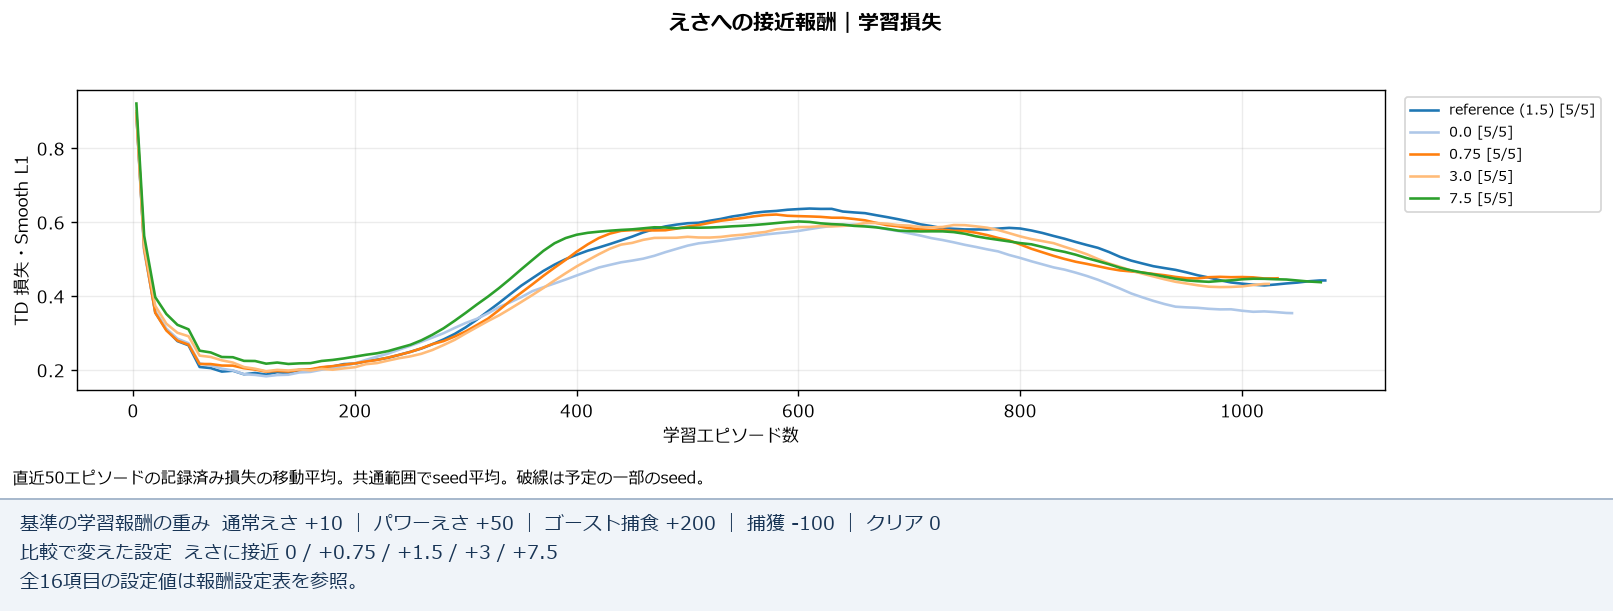 えさへの接近報酬｜学習損失
TD 損失・Smooth L1
0.8
0.6
0.4
0.2
0
200
400
600
800
1000
学習エピソード数
reference (1.5) [5/5]
0.0 [5/5]
0.75 [5/5]
3.0 [5/5]
7.5 [5/5]
直近50エピソードの記録済み損失の移動平均。共通範囲でseed平均。破線は予定の一部のseed。
基準の学習報酬の重み 通常えさ +10 ｜ パワーえさ +50 ｜ ゴースト捕食 +200 ｜ 捕獲 -100 ｜ クリア 0
比較で変えた設定 えさに接近 0 / +0.75 / +1.5 / +3 / +7.5
全16項目の設定値は報酬設定表を参照。